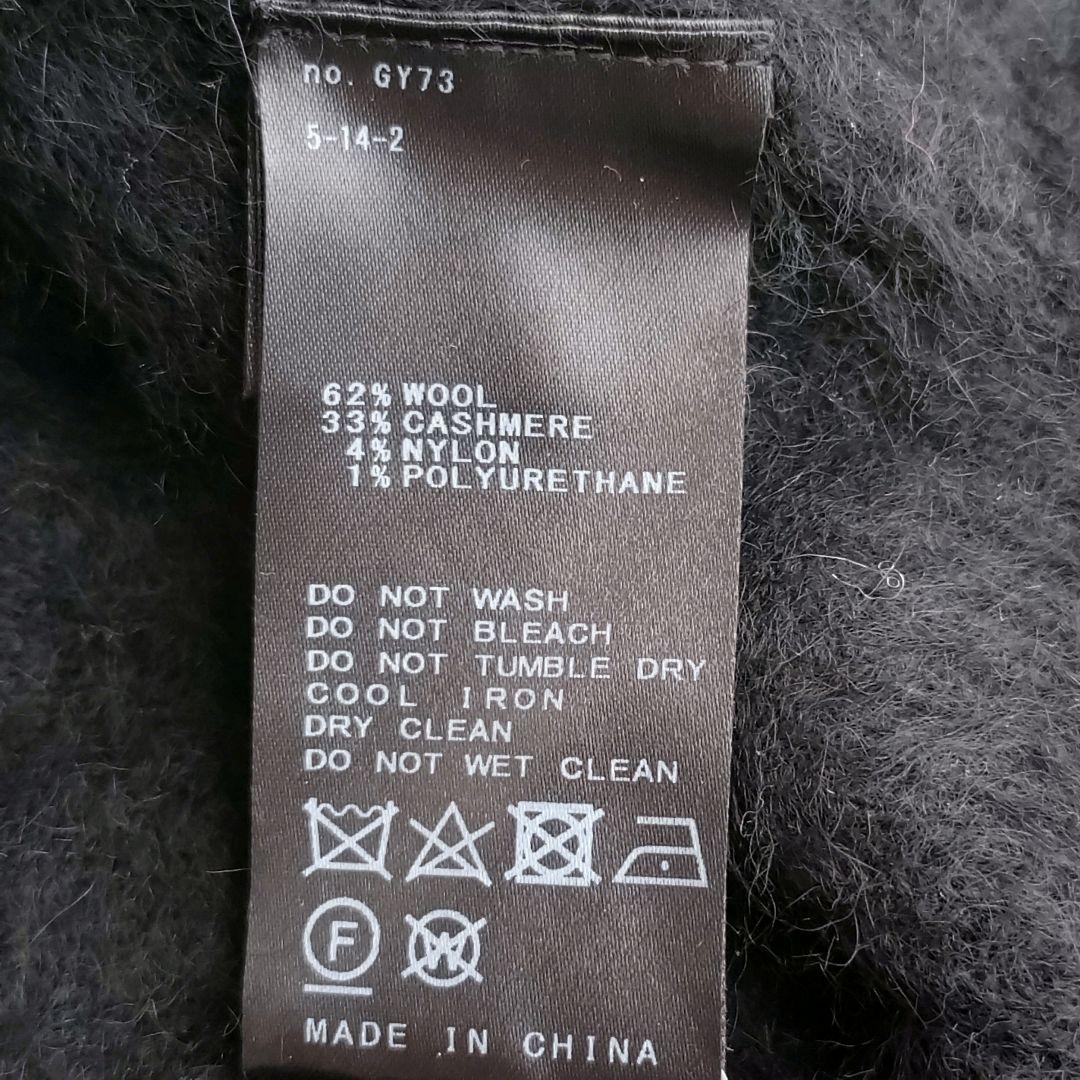 no. GY73
5-14-2
62% WOOL
33% CASHMERE
4% NYLON
1% POLYURETHANE
DO NOT WASH
DO NOT BLEACH
DO NOT TUMBLE DRY
COOL IRON
DRY CLEAN
DO NOT WET CLEAN
F W
MADE IN CHINA